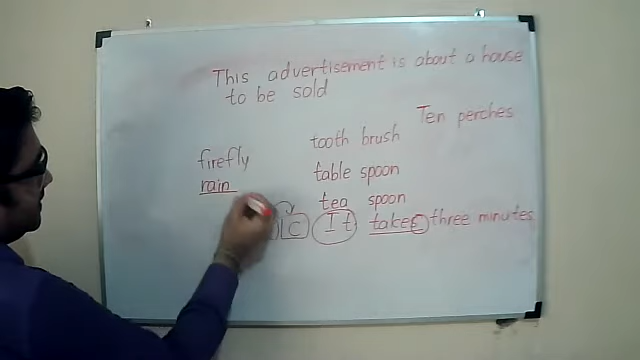 This advertisement is about a house
to be sold
Ten perches
tooth brush
firefly
table spoon
rain
tea spoon
C It takes three minutes